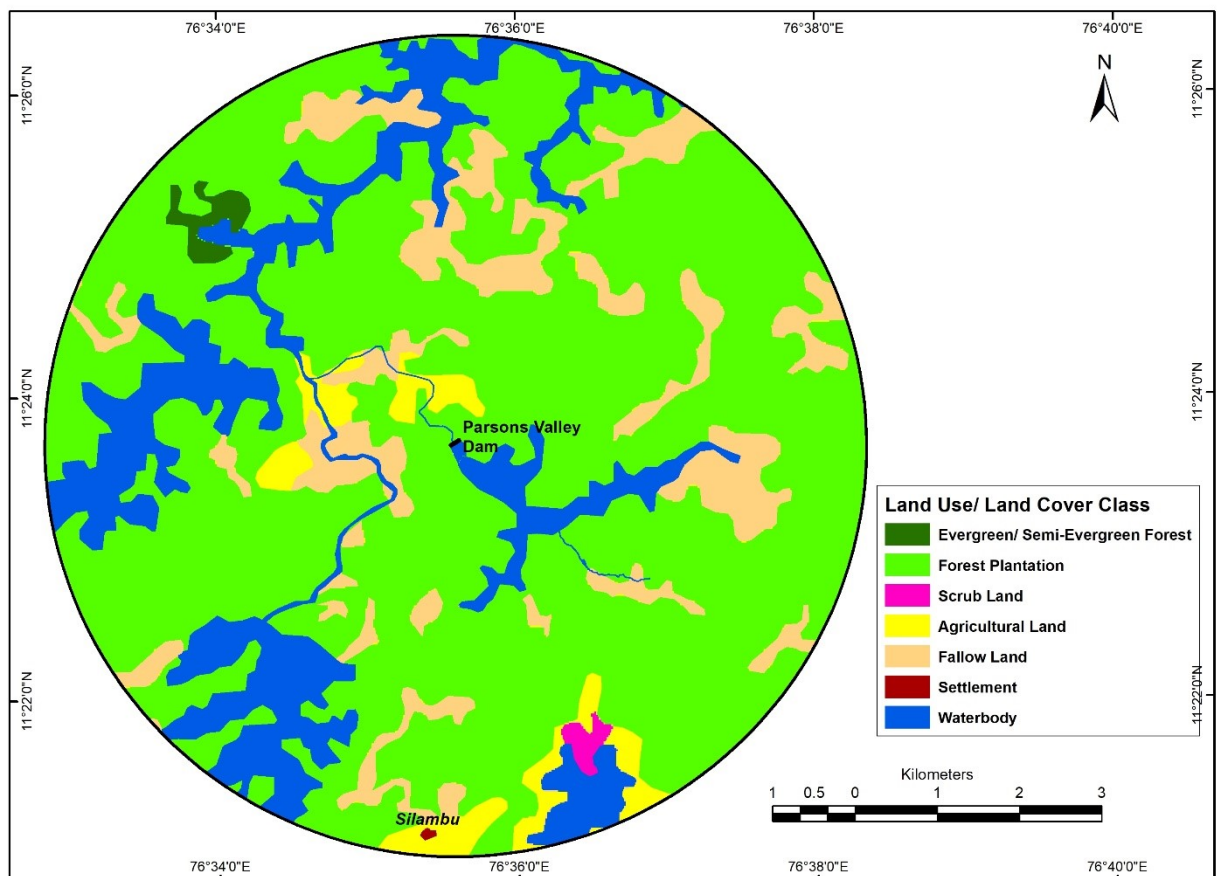 76°34'0"E 76°36'0"E 76°38'0"E 76°40'0"E
N
11°26'0"N 11°26'0"N
11°24'0"N 11°24'0"N
Parsons Valley
Dam
Land Use/ Land Cover Class
Evergreen/ Semi-Evergreen Forest
Forest Plantation
Scrub Land
Agricultural Land
Fallow Land
Settlement
Waterbody
11°22'0"N 11°22'0"N
Kilometers
1 0.5 0 1 2 3
Silambu
76°34'0"E 76°36'0"E 76°38'0"E 76°40'0"E